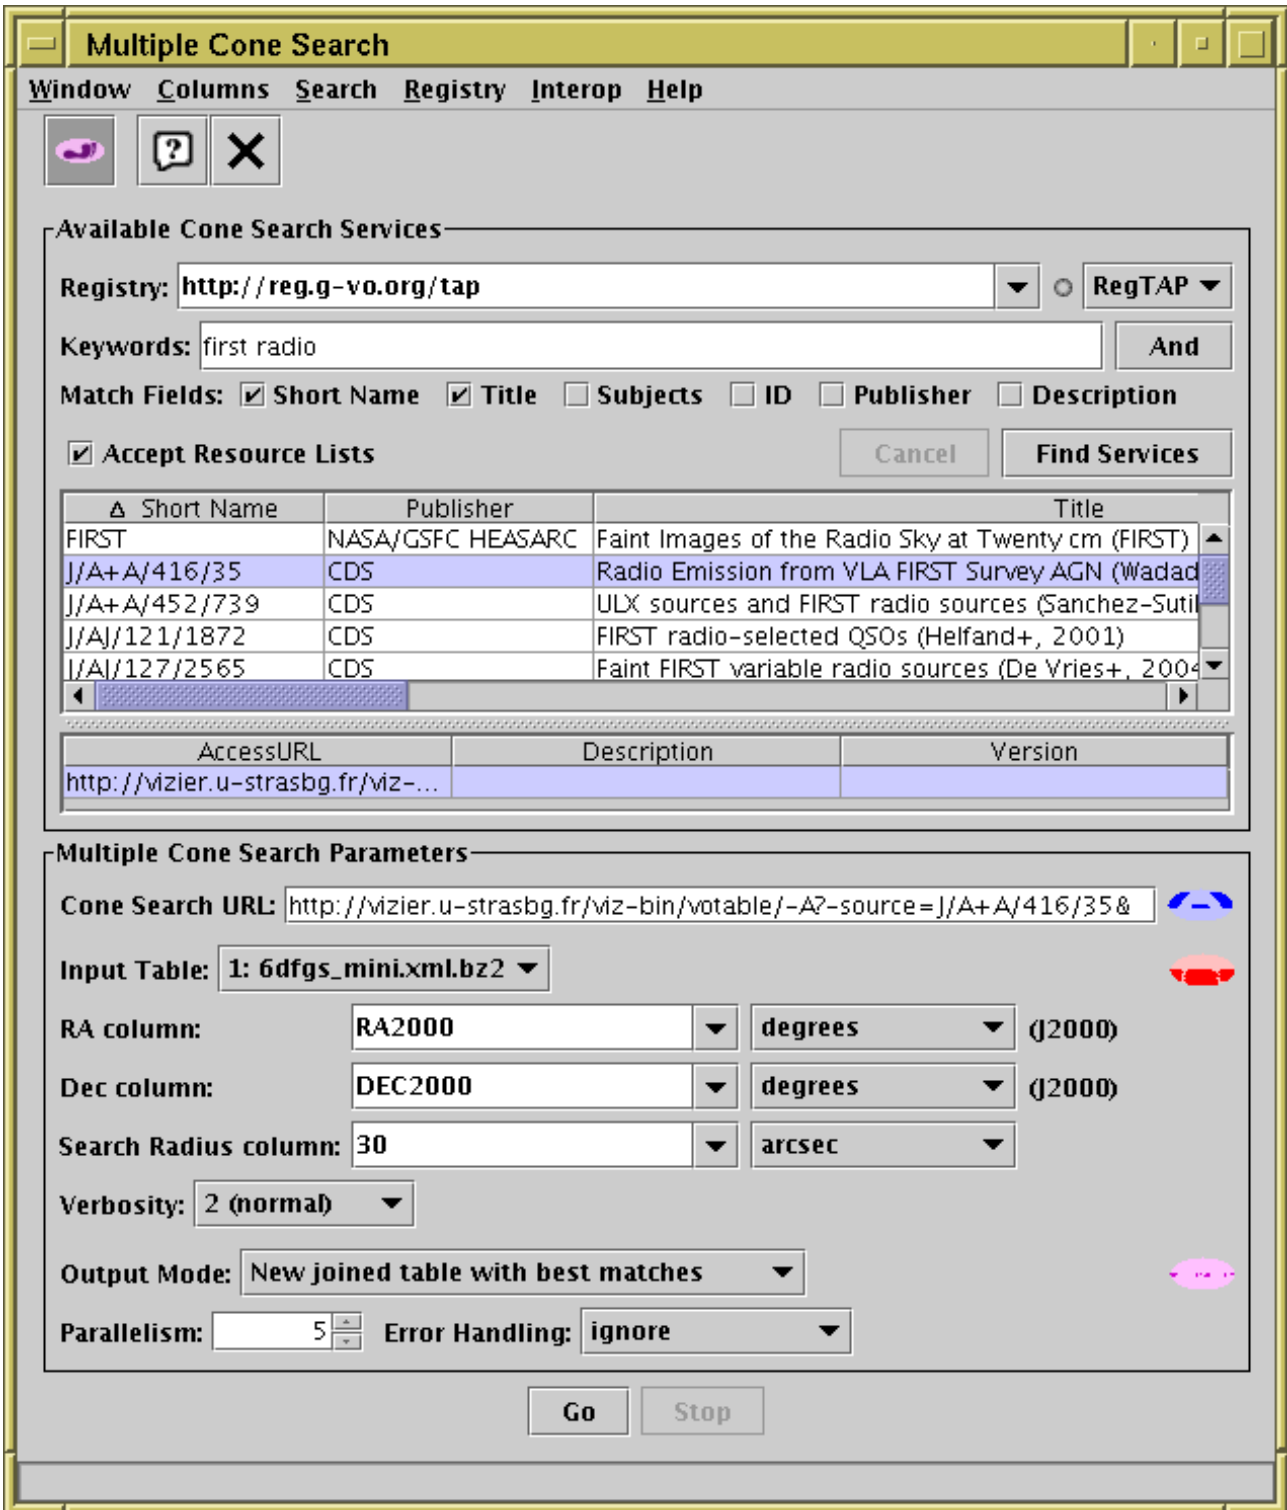 Multiple Cone Search
Window Columns Search Registry Interop Help
Available Cone Search Services
Registry: http://reg.g-vo.org/tap RegTAP
Keywords: first radio And
Match Fields: Short Name Title Subjects ID Publisher Description
Accept Resource Lists Cancel Find Services
Short Name Publisher Title
FIRST NASA/GSFC HEASARC Faint Images of the Radio Sky at Twenty cm (FIRST)
J/A+A/416/35 CDS Radio Emission from VLA FIRST Survey AGN (Wadad
J/A+A/452/739 CDS ULX sources and FIRST radio sources (Sanchez-Sutil
J/AJ/121/1872 CDS FIRST radio-selected QSOs (Helfand+, 2001)
J/AJ/127/2565 CDS Faint FIRST variable radio sources (De Vries+, 2004
AccessURL Description Version
http://vizier.u-strasbg.fr/viz-...
Multiple Cone Search Parameters
Cone Search URL: http://vizier.u-strasbg.fr/viz-bin/votable/-A?-source=J/A+A/416/35&
Input Table: 1: 6dfgs_mini.xml.bz2
RA column: RA2000 degrees (J2000)
Dec column: DEC2000 degrees (J2000)
Search Radius column: 30 arcsec
Verbosity: 2 (normal)
Output Mode: New joined table with best matches
Parallelism: 5 Error Handling: ignore
Go Stop